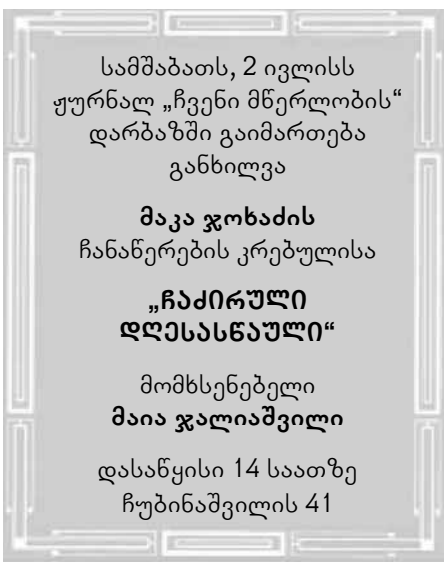 სამშაბათს, 2 ივლისს
ჟურნალ „ჩვენი მწერლობის“
დარბაზში გაიმართება
განხილვა
მაკა ჯოხაძის
ჩანაწერების კრებულისა
„ჩაძირული
დღესასწაული“
მომხსენებელი
მაია ჯალიაშვილი
დასაწყისი 14 საათზე
ჩუბინაშვილის 41